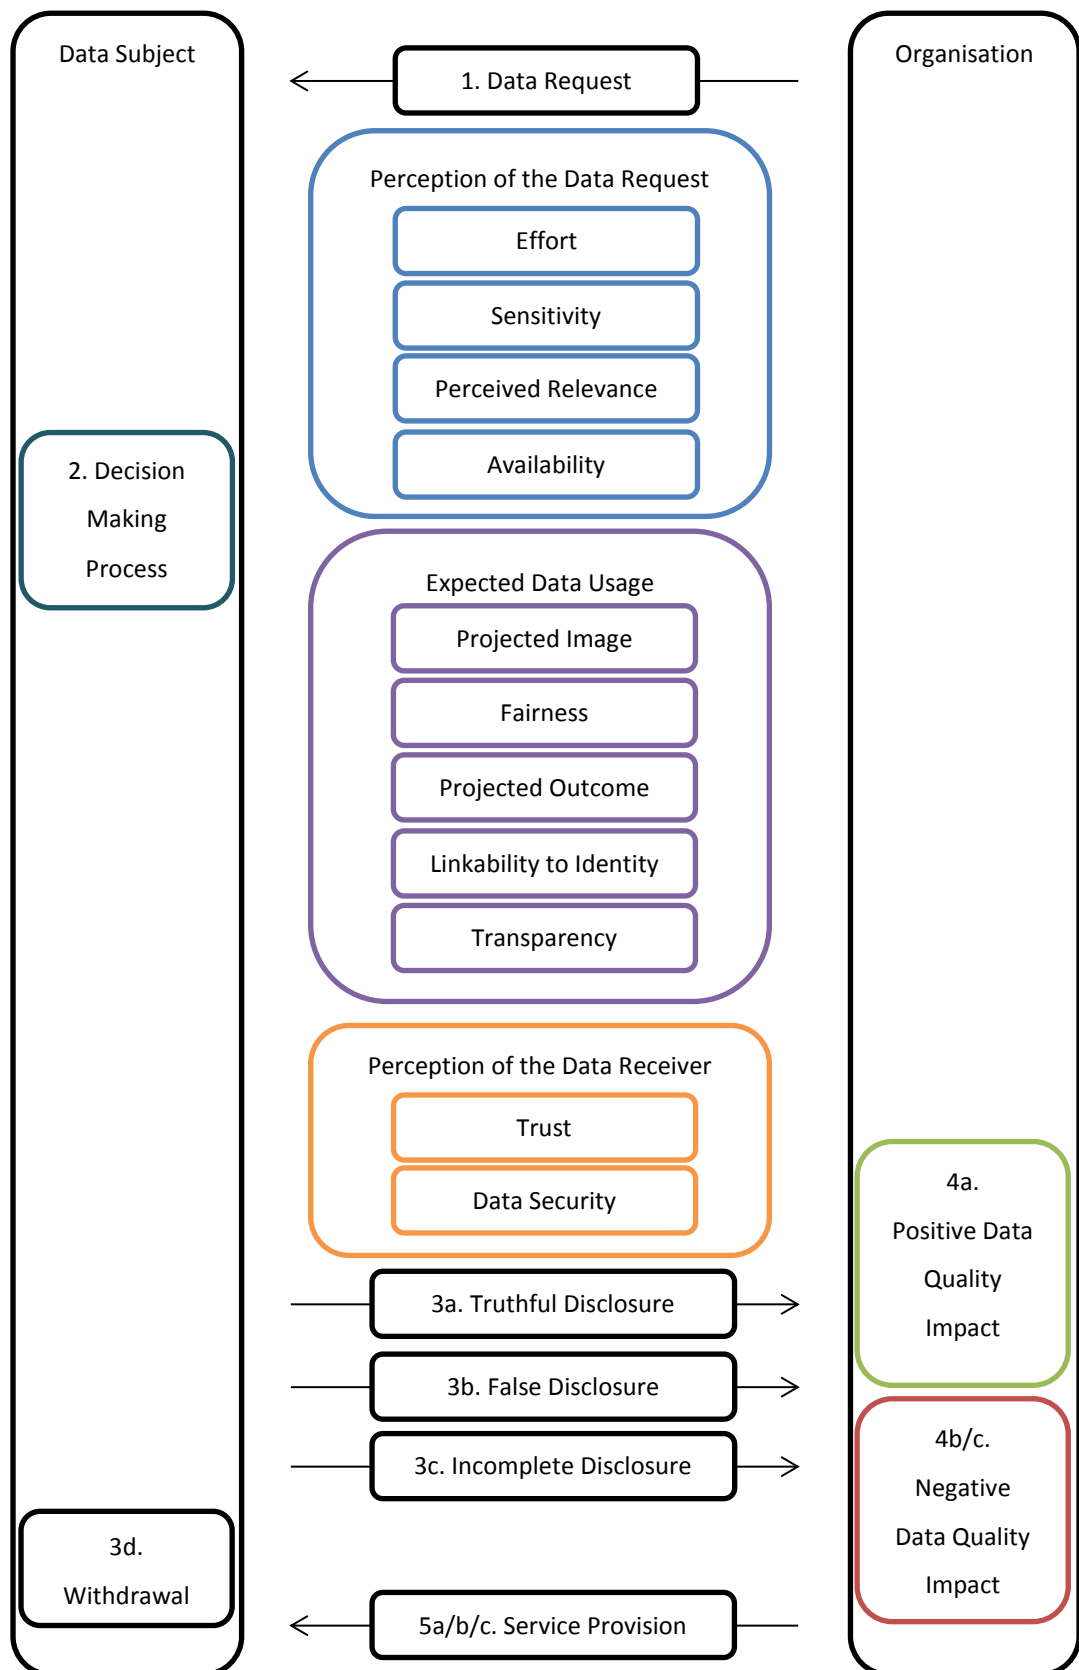 Data Subject
1. Data Request
Organisation
Perception of the Data Request
Effort
Sensitivity
Perceived Relevance
Availability
2. Decision
Making
Process
Expected Data Usage
Projected Image
Fairness
Projected Outcome
Linkability to Identity
Transparency
Perception of the Data Receiver
Trust
Data Security
4a.
Positive Data
Quality
Impact
3a. Truthful Disclosure
3b. False Disclosure
3c. Incomplete Disclosure
4b/c.
Negative
Data Quality
Impact
3d.
Withdrawal
5a/b/c. Service Provision